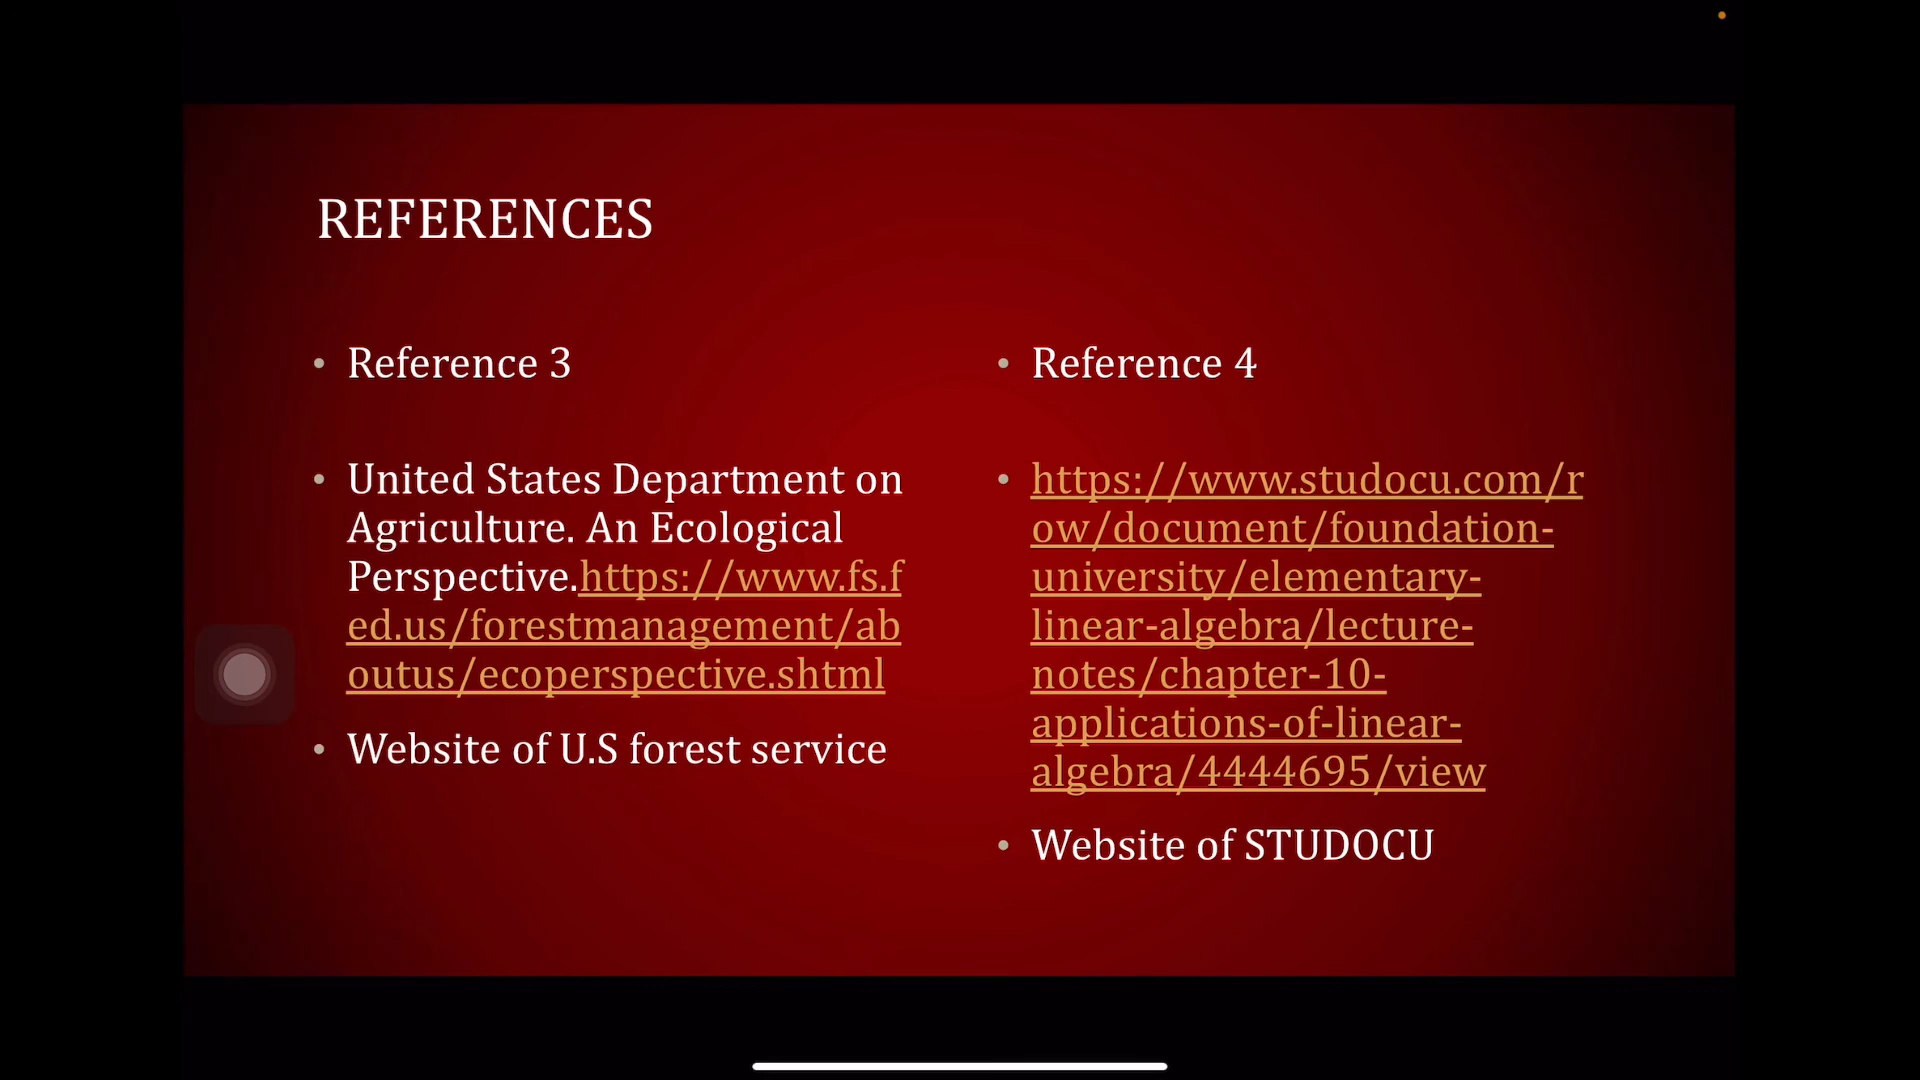 REFERENCES
• Reference 3
• United States Department on
Agriculture. An Ecological
Perspective.https://www.fs.f
ed.us/forestmanagement/ab
outus/ecoperspective.shtml
• Website of U.S forest service
• Reference 4
• https://www.studocu.com/r
ow/document/foundation-
university/elementary-
linear-algebra/lecture-
notes/chapter-10-
applications-of-linear-
algebra/4444695/view
• Website of STUDOCU